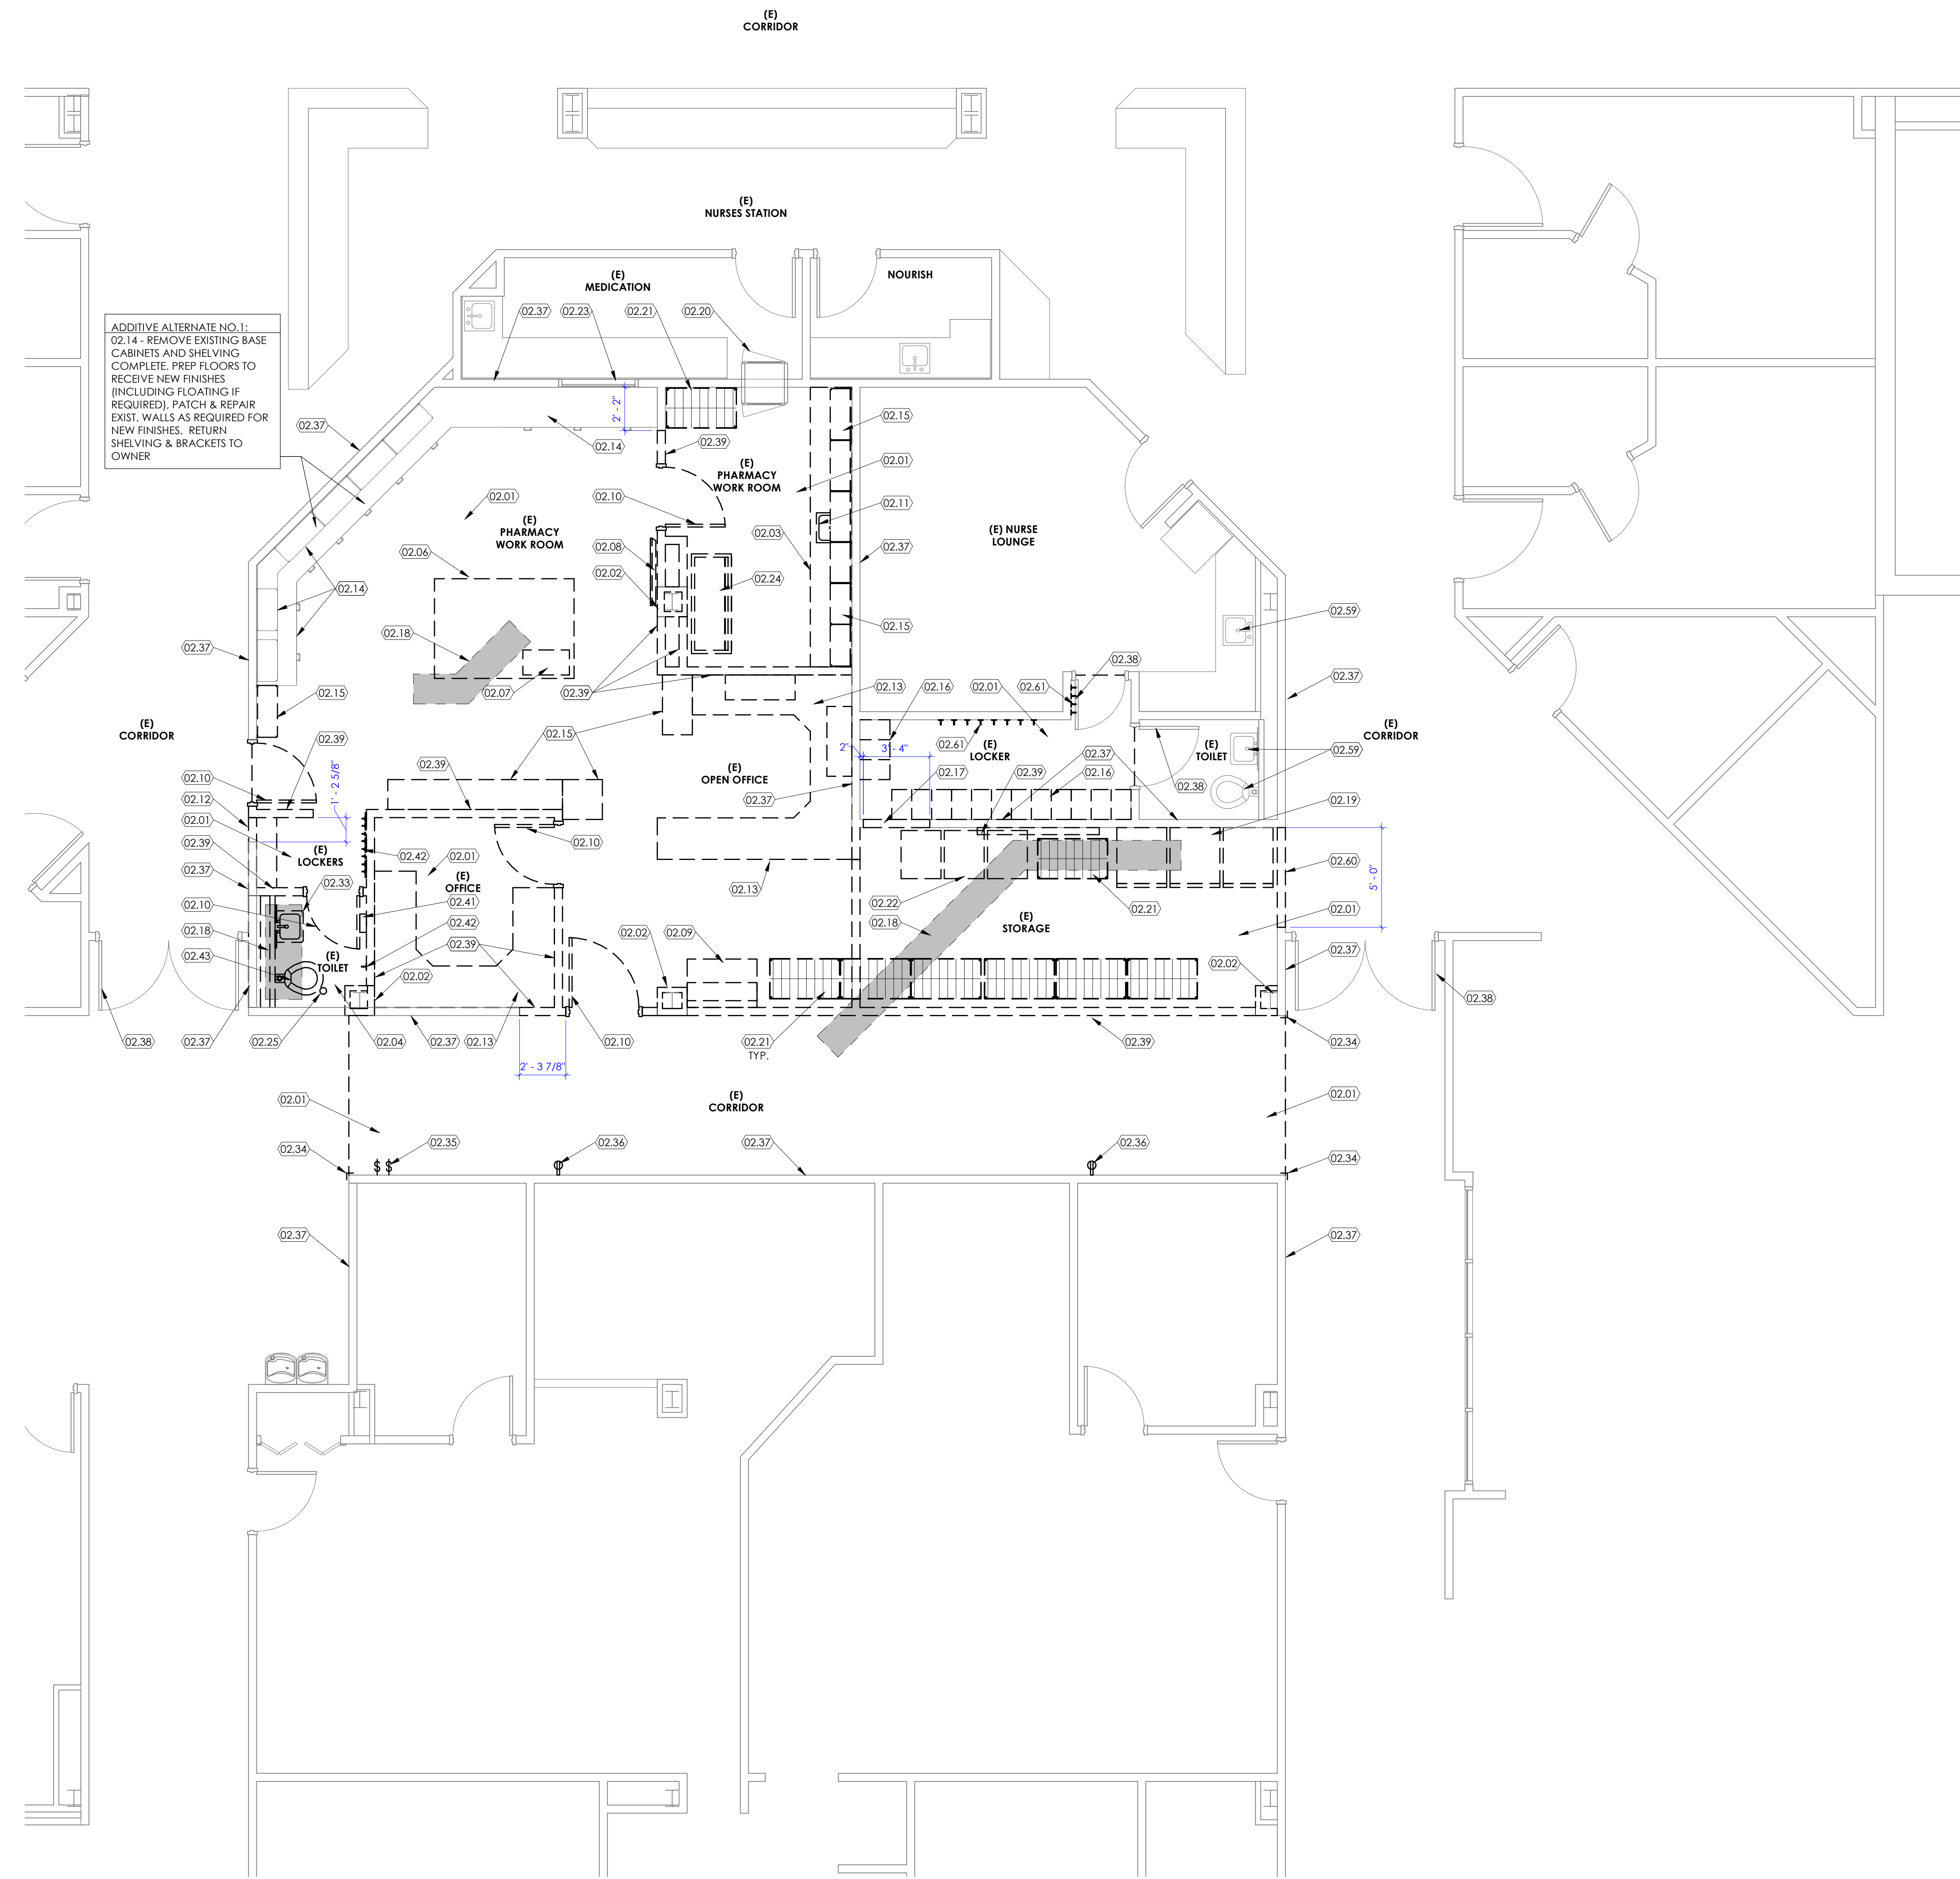 (E)
CORRIDOR
(E)
NURSES STATION
(E)
MEDICATION
NOURISH
02.37
02.23
02.21
02.20
ADDITIVE ALTERNATE NO.1:
02.14 - REMOVE EXISTING BASE
CABINETS AND SHELVING
COMPLETE. PREP FLOORS TO
RECEIVE NEW FINISHES
(INCLUDING FLOATING IF
REQUIRED), PATCH & REPAIR
EXIST. WALLS AS REQUIRED FOR
NEW FINISHES. RETURN
SHELVING & BRACKETS TO
OWNER
02.37
2' - 2"
02.14
02.39
02.15
02.01
(E)
PHARMACY
WORK ROOM
02.01
02.10
02.11
(E)
PHARMACY
WORK ROOM
02.03
(E) NURSE
LOUNGE
02.06
02.08
02.37
02.02
02.24
02.14
02.59
02.18
02.15
02.37
02.38
02.37
02.15
02.07
02.39
02.13
02.16
02.01
02.61
(E)
CORRIDOR
02.39
02.15
02.61
(E)
LOCKER
02.37
(E)
TOILET
(E)
CORRIDOR
02.59
2"
3' - 4"
02.10
02.39
(E)
OPEN OFFICE
02.17
02.39
02.16
02.38
02.12
1' - 2 5/8"
02.37
02.19
02.01
02.10
02.39
(E)
LOCKERS
02.42
02.01
02.60
5' - 0"
02.37
02.33
(E)
OFFICE
02.13
02.10
02.41
02.22
02.21
02.01
02.18
02.42
02.18
(E)
STORAGE
02.43
(E)
TOILET
02.39
02.02
02.09
02.37
02.02
02.02
02.38
02.38
02.37
02.25
02.04
02.37
02.13
02.10
02.21
TYP.
02.39
02.34
2' - 3 7/8"
02.01
(E)
CORRIDOR
02.01
02.34
$ $
02.35
02.36
02.37
02.36
02.34
02.37
02.37